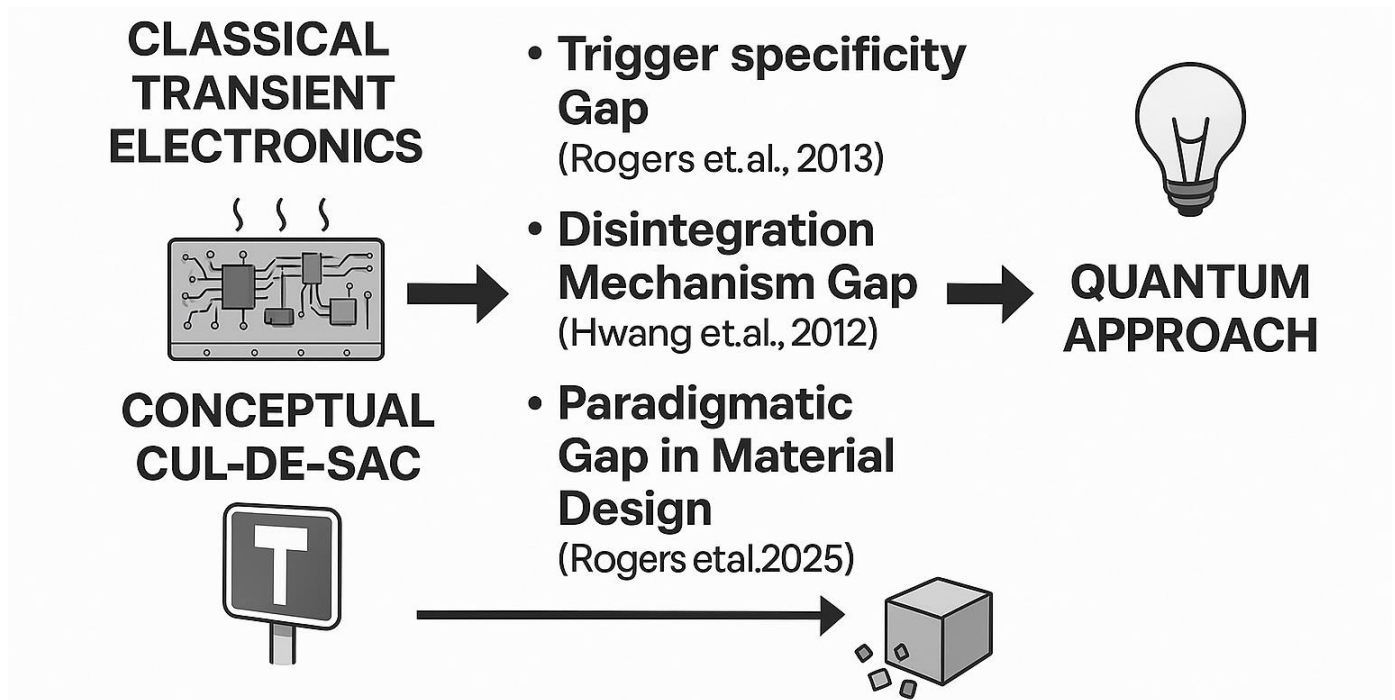 CLASSICAL
TRANSIENT
ELECTRONICS
CONCEPTUAL
CUL-DE-SAC
T
• Trigger specificity
Gap
(Rogers et.al., 2013)
• Disintegration
Mechanism Gap
(Hwang et.al., 2012)
• Paradigmatic
Gap in Material
Design
(Rogers etal.2025)
QUANTUM
APPROACH